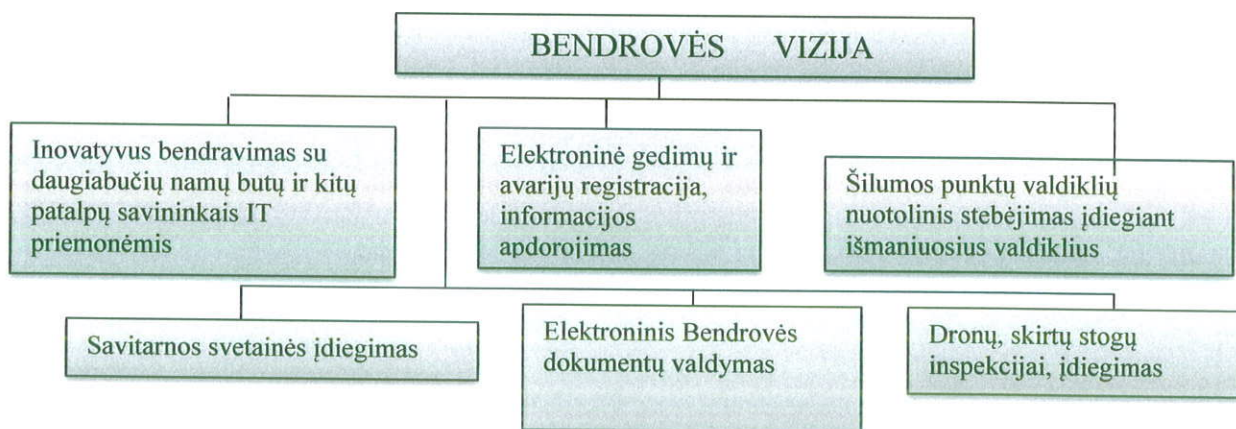 BENDROVĖS VIZIJA
Inovatyvus bendravimas su
daugiabučių namų butų ir kitų
patalpų savininkais IT
priemonėmis
Elektroninė gedimų ir
avarijų registracija,
informacijos
apdorojimas
Šilumos punktų valdiklių
nuotolinis stebėjimas įdiegiant
išmaniuosius valdiklius
Savitarnos svetainės įdiegimas
Elektroninis Bendrovės
dokumentų valdymas
Dronų, skirtų stogų
inspekcijai, įdiegimas